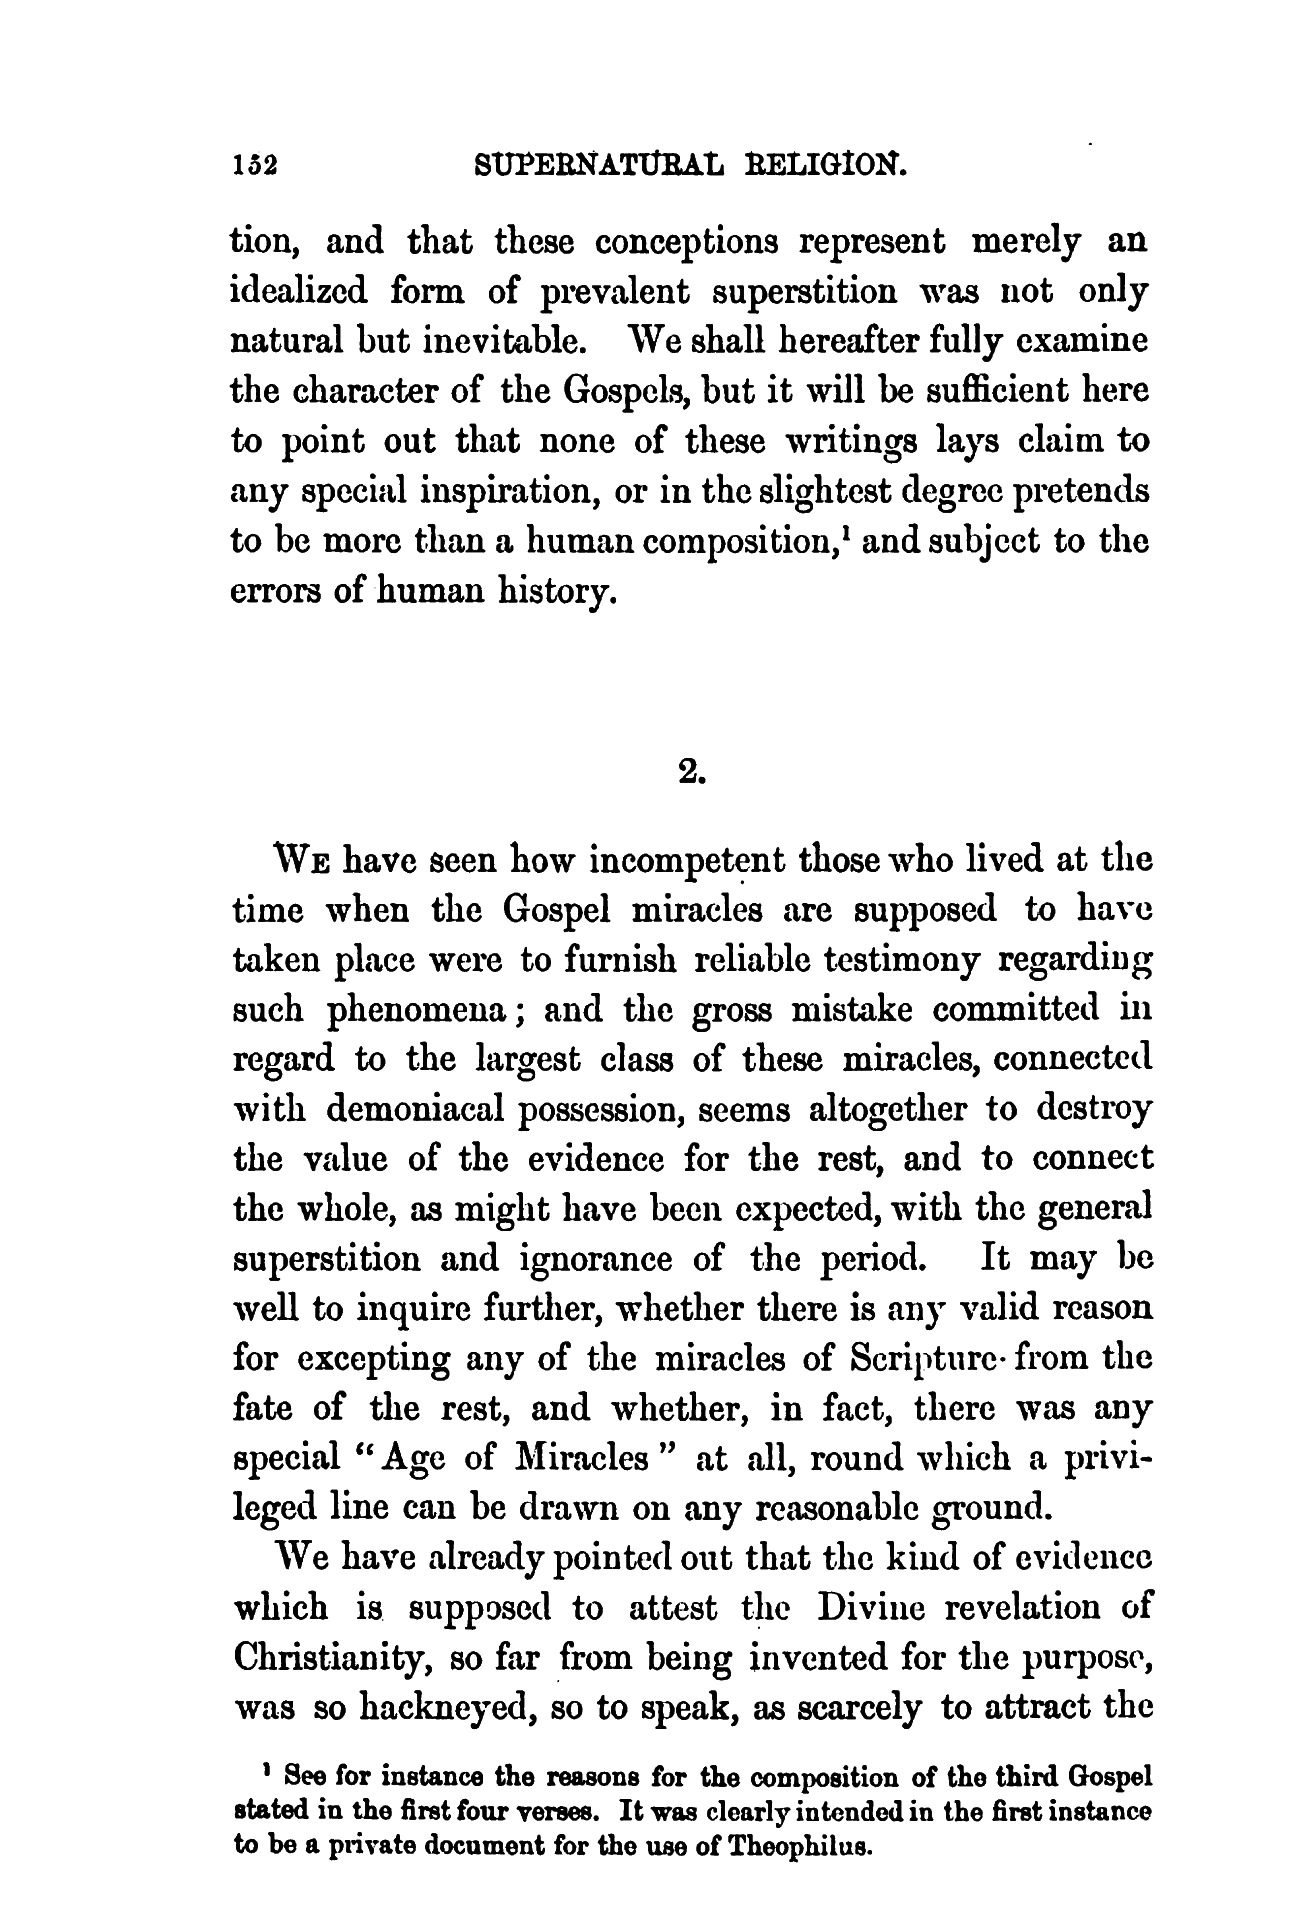 152 SUPERNATURAL RELIGION.
tion, and that these conceptions represent merely an
idealized form of prevalent superstition was not only
natural but inevitable. We shall hereafter fully examine
the character of the Gospels, but it will be sufficient here
to point out that none of these writings lays claim to
any special inspiration, or in the slightest degree pretends
to be more than a human composition,¹ and subject to the
errors of human history.
2.
WE have seen how incompetent those who lived at the
time when the Gospel miracles are supposed to have
taken place were to furnish reliable testimony regarding
such phenomena; and the gross mistake committed in
regard to the largest class of these miracles, connected
with demoniacal possession, seems altogether to destroy
the value of the evidence for the rest, and to connect
the whole, as might have been expected, with the general
superstition and ignorance of the period. It may be
well to inquire further, whether there is any valid reason
for excepting any of the miracles of Scripture from the
fate of the rest, and whether, in fact, there was any
special “Age of Miracles” at all, round which a privi-
leged line can be drawn on any reasonable ground.
We have already pointed out that the kind of evidence
which is supposed to attest the Divine revelation of
Christianity, so far from being invented for the purpose,
was so hackneyed, so to speak, as scarcely to attract the
¹ See for instance the reasons for the composition of the third Gospel
stated in the first four verses. It was clearly intended in the first instance
to be a private document for the use of Theophilus.